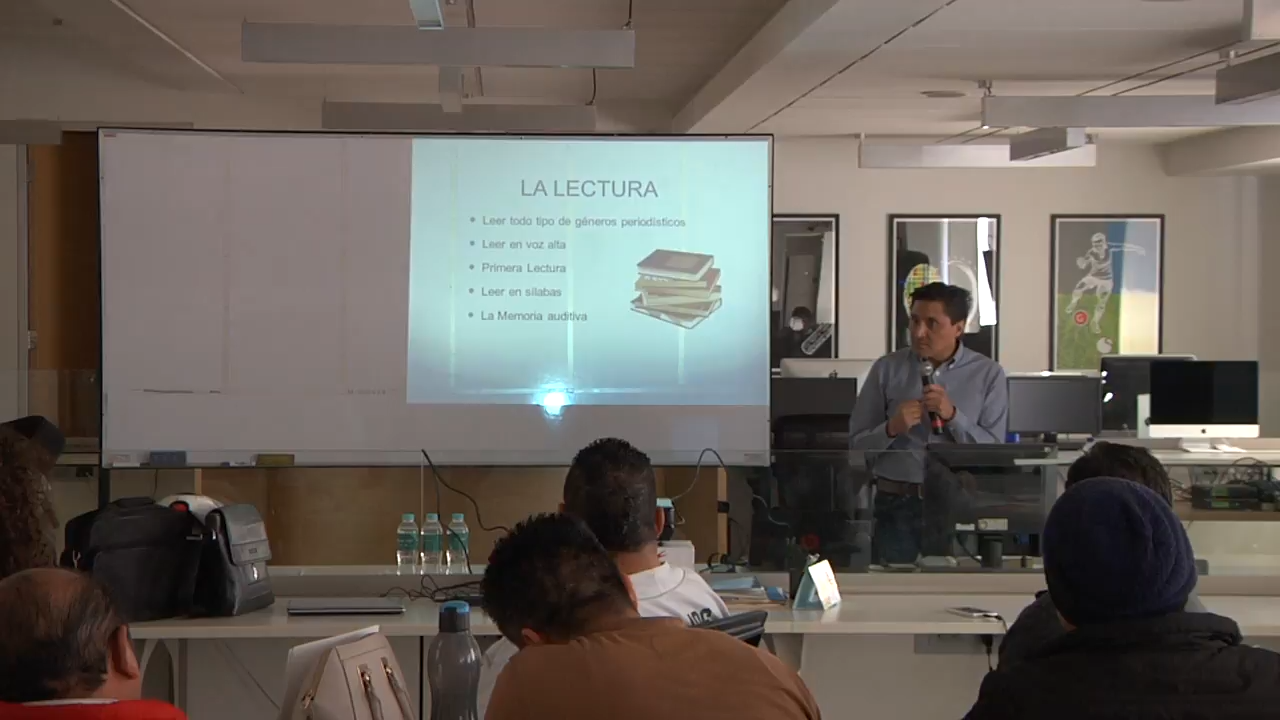 LA LECTURA
• Leer todo tipo de géneros periodísticos
• Leer en voz alta
• Primera Lectura
• Leer en sílabas
• La Memoria auditiva